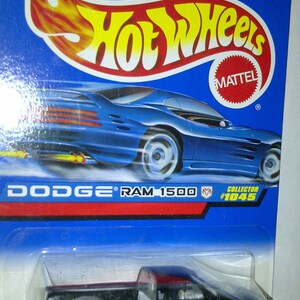 Hot Wheels
MATTEL
DODGE RAM 1500
COLLECTOR
#1045